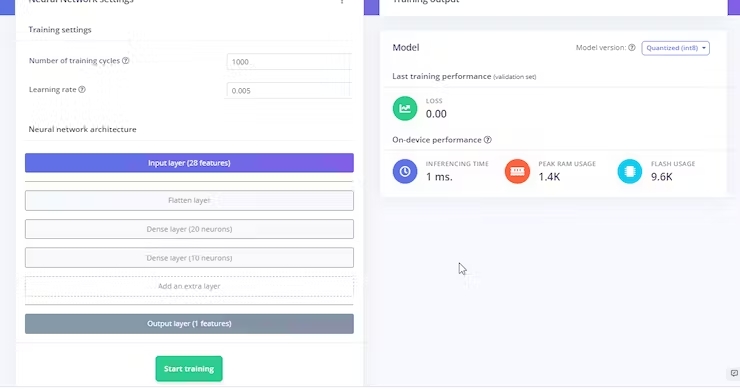 Neural Network settings
Training settings
Number of training cycles
1000
Learning rate
0.005
Neural network architecture
Input layer (28 features)
Flatten layer
Dense layer (20 neurons)
Dense layer (10 neurons)
Add an extra layer
Output layer (1 features)
Start training
Training output
Model
Model version: Quantized (int8)
Last training performance (validation set)
LOSS
0.00
On-device performance
INFERENCING TIME
1 ms.
PEAK RAM USAGE
1.4K
FLASH USAGE
9.6K